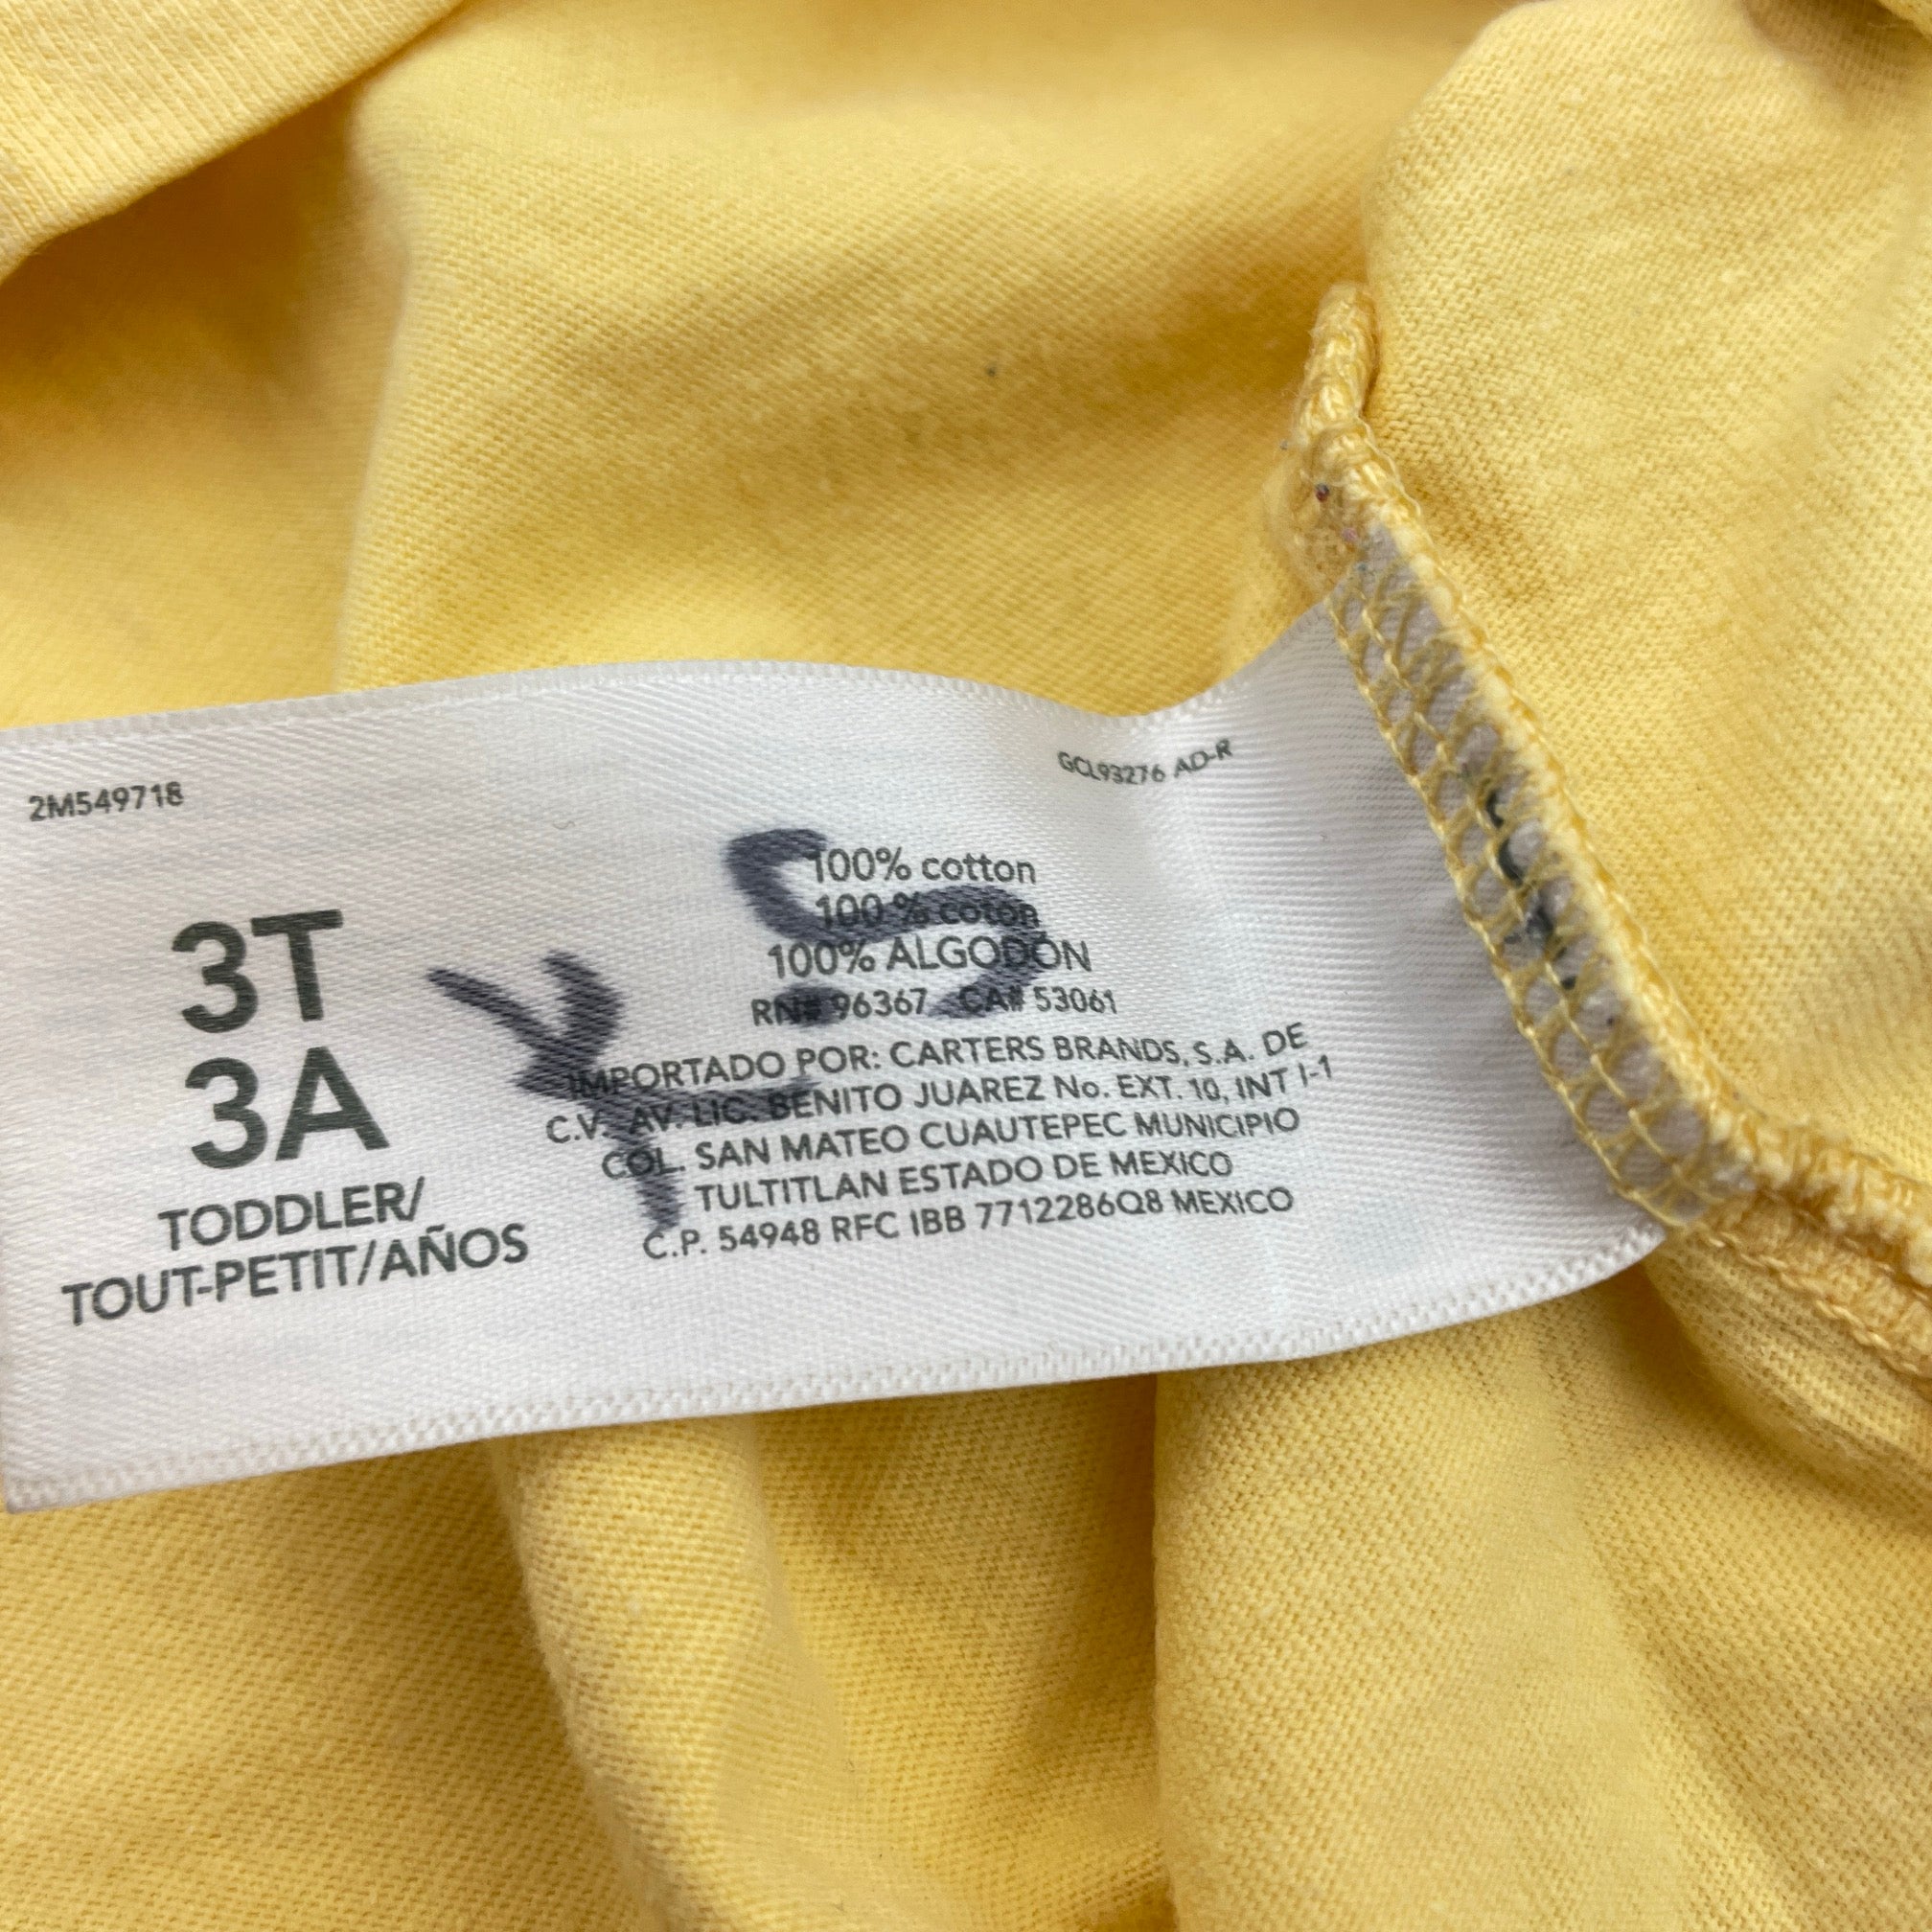 2M549718
GCL93276 AD-R
3T
3A
TODDLER/
TOUT-PETIT/AÑOS
100% cotton
100 % coton
100% ALGODÓN
RN# 96367 CA# 53061
IMPORTADO POR: CARTERS BRANDS, S.A. DE
C.V. AV. LIC. BENITO JUAREZ No. EXT. 10, INT I-1
COL. SAN MATEO CUAUTEPEC MUNICIPIO
TULTITLAN ESTADO DE MEXICO
C.P. 54948 RFC IBB 7712286Q8 MEXICO